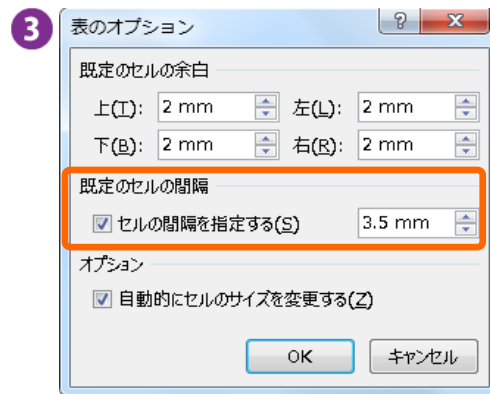 3
表のオプション
既定のセルの余白
上(T): 2 mm 左(L): 2 mm
下(B): 2 mm 右(R): 2 mm
既定のセルの間隔
セルの間隔を指定する(S) 3.5 mm
オプション
自動的にセルのサイズを変更する(Z)
OK キャンセル